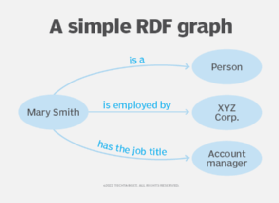 A simple RDF graph
is a
Person
Mary Smith
is employed by
XYZ
Corp.
has the job title
Account
manager